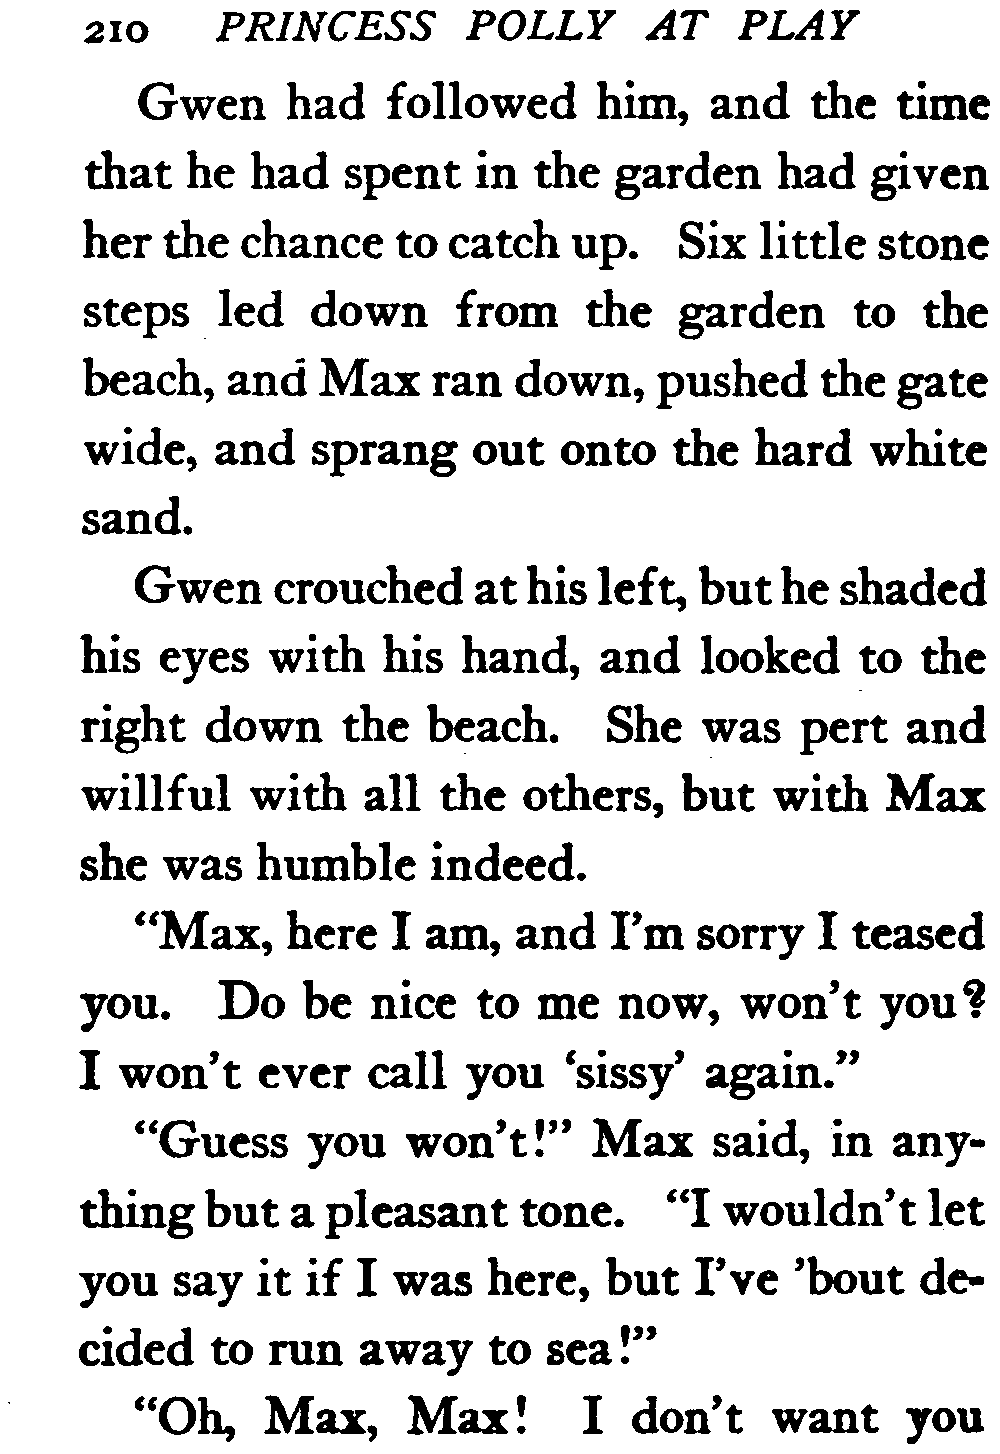 210 PRINCESS POLLY AT PLAY
Gwen had followed him, and the time
that he had spent in the garden had given
her the chance to catch up. Six little stone
steps led down from the garden to the
beach, and Max ran down, pushed the gate
wide, and sprang out onto the hard white
sand.
Gwen crouched at his left, but he shaded
his eyes with his hand, and looked to the
right down the beach. She was pert and
willful with all the others, but with Max
she was humble indeed.
“Max, here I am, and I’m sorry I teased
you. Do be nice to me now, won’t you?
I won’t ever call you ‘sissy’ again.”
“Guess you won’t!” Max said, in any-
thing but a pleasant tone. “I wouldn’t let
you say it if I was here, but I’ve ’bout de-
cided to run away to sea!”
“Oh, Max, Max! I don’t want you